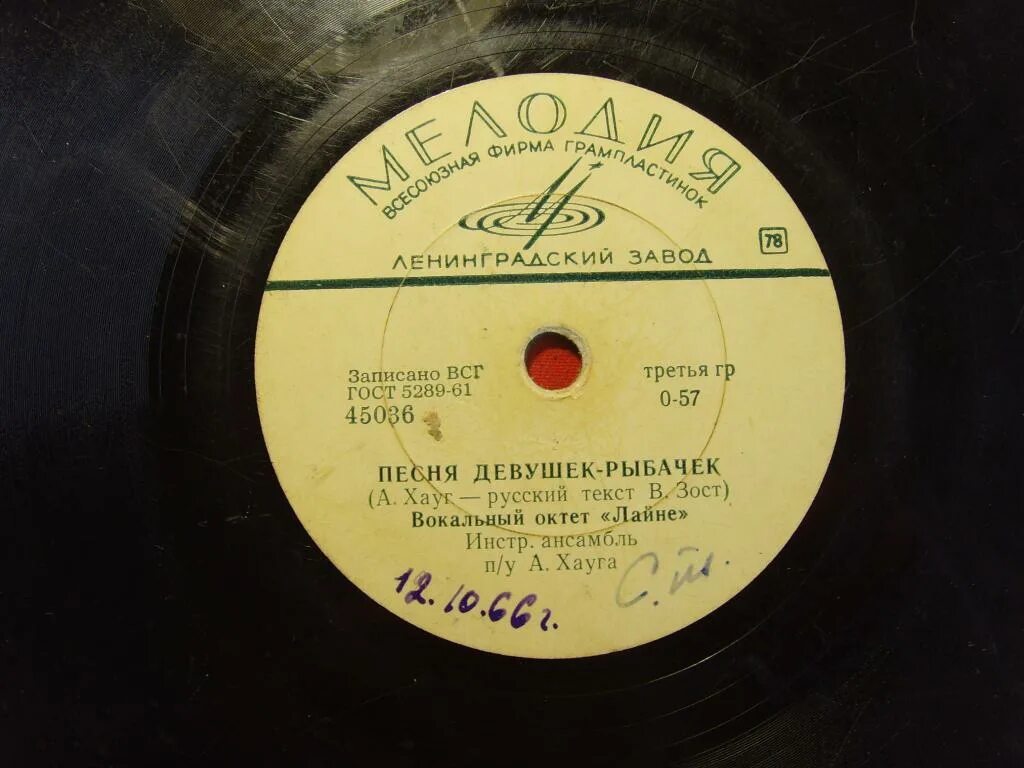 МЕЛОДИЯ
ВСЕСОЮЗНАЯ ФИРМА ГРАМПЛАСТИНОК
ЛЕНИНГРАДСКИЙ ЗАВОД
78
Записано ВСГ
ГОСТ 5289-61
45036
третья гр
0-57
ПЕСНЯ ДЕВУШЕК-РЫБАЧЕК
(А. Хауг — русский текст В. Зост)
Вокальный октет «Лайне»
Инстр. ансамбль
п/у А. Хауга
12.10.66г.